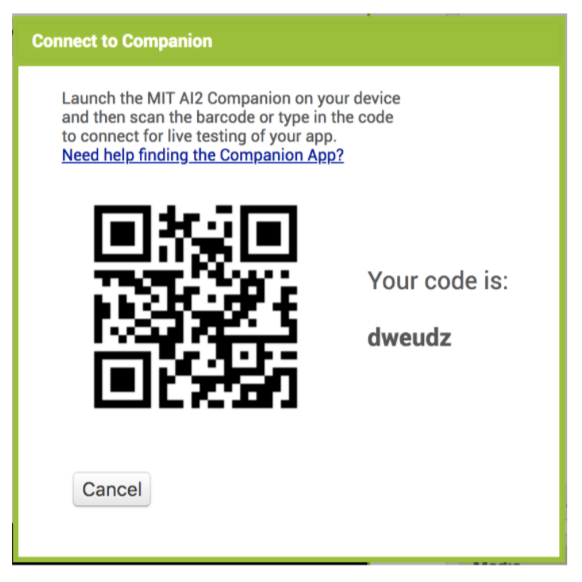 Connect to Companion
Launch the MIT AI2 Companion on your device
and then scan the barcode or type in the code
to connect for live testing of your app.
Need help finding the Companion App?
Your code is:
dweudz
Cancel